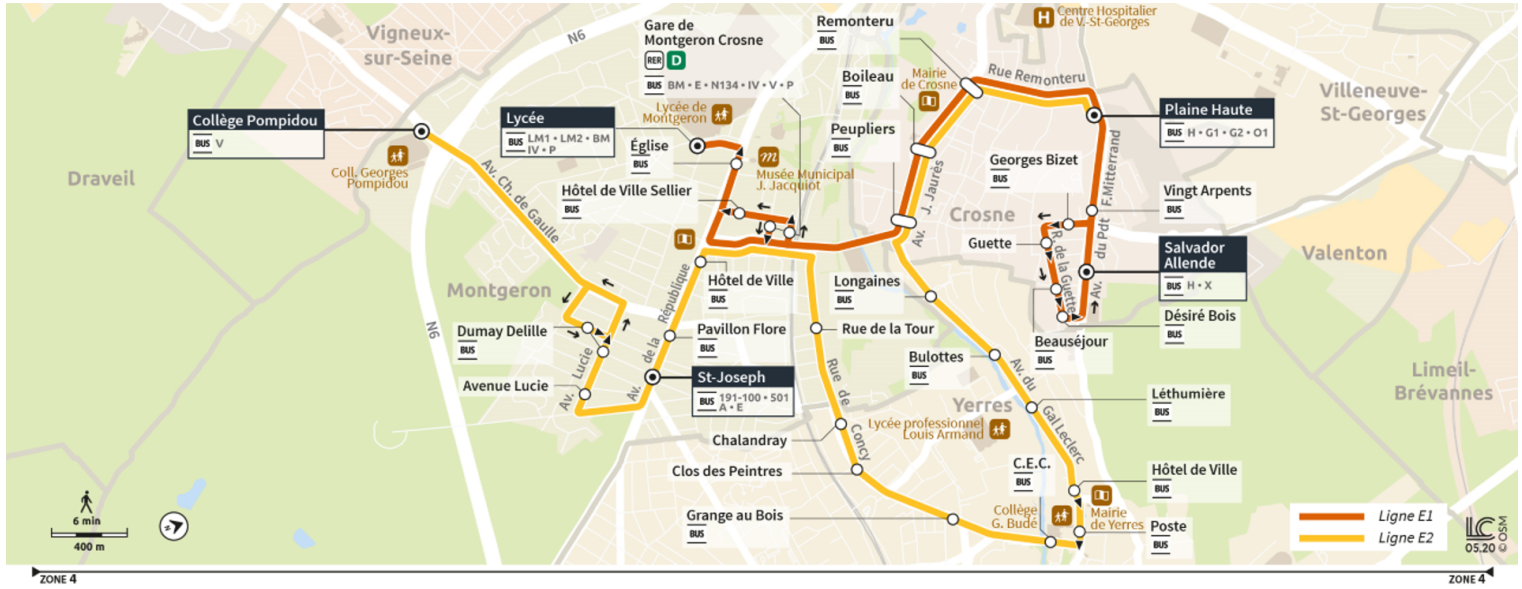 Vigneux-
sur-Seine
N6
Gare de
Montgeron Crosne
RER D
BUS BM • E • N134 • IV • V • P
Remonteru
BUS
H
Centre Hospitalier
de V.-St-Georges
Boileau
BUS
Mairie
de Crosne
Rue Remonteru
Villeneuve-
St-Georges
Collège Pompidou
BUS V
Lycée
BUS LM1 • LM2 • BM
IV • P
Lycée de
Montgeron
Église
BUS
Peupliers
BUS
Plaine Haute
BUS H • G1 • G2 • O1
Coll. Georges
Pompidou
Draveil
Av. Ch. de Gaulle
Musée Municipal
J. Jacquiot
Hôtel de Ville Sellier
BUS
Av. J. Jaurès
Georges Bizet
BUS
Av. du Pdt F.Mitterrand
Vingt Arpents
BUS
Crosne
Guette
R. de la Guette
Salvador
Allende
BUS H • X
Valenton
Montgeron
Hôtel de Ville
BUS
Longaines
BUS
Désiré Bois
BUS
N6
Dumay Delille
BUS
Av. de la République
Pavillon Flore
BUS
Rue de la Tour
Beauséjour
BUS
Bulottes
BUS
Avenue Lucie
Av. Lucie
St-Joseph
BUS 191-100 • 501
A • E
Rue de Concy
Av. du Gal Leclerc
Limeil-
Brévannes
Léthumière
BUS
Yerres
Lycée professionnel
Louis Armand
Chalandray
Clos des Peintres
C.E.C.
BUS
Hôtel de Ville
BUS
Grange au Bois
BUS
Collège
G. Budé
Mairie
de Yerres
Poste
BUS
6 min
400 m
Ligne E1
Ligne E2
LC
05.20 © OSM
ZONE 4
ZONE 4